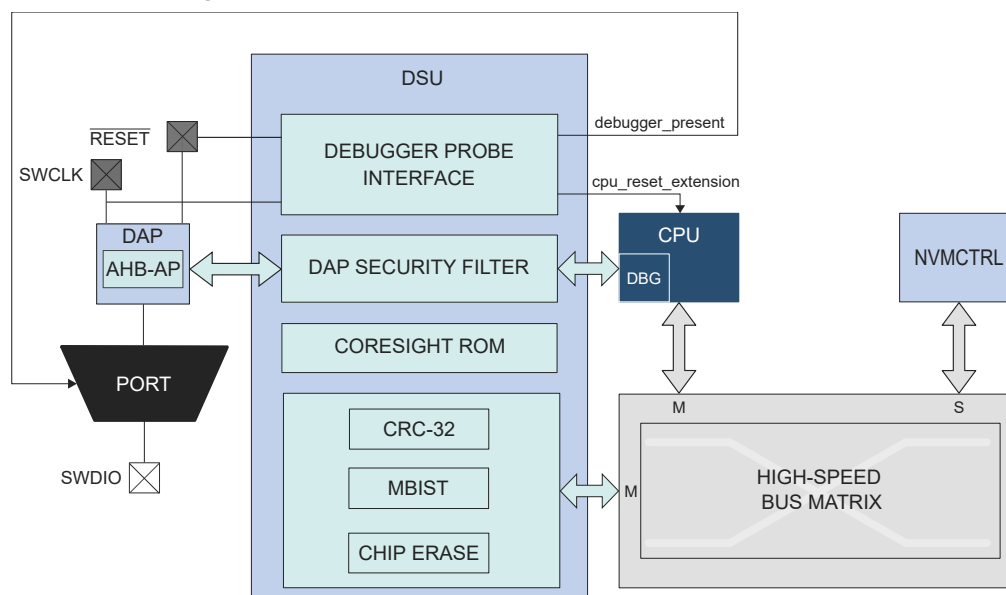 DSU
debugger_present
RESET
DEBUGGER PROBE
INTERFACE
SWCLK
cpu_reset_extension
DAP
AHB-AP
DAP SECURITY FILTER
CPU
DBG
NVMCTRL
CORESIGHT ROM
PORT
M
S
CRC-32
SWDIO
MBIST
M
HIGH-SPEED
BUS MATRIX
CHIP ERASE